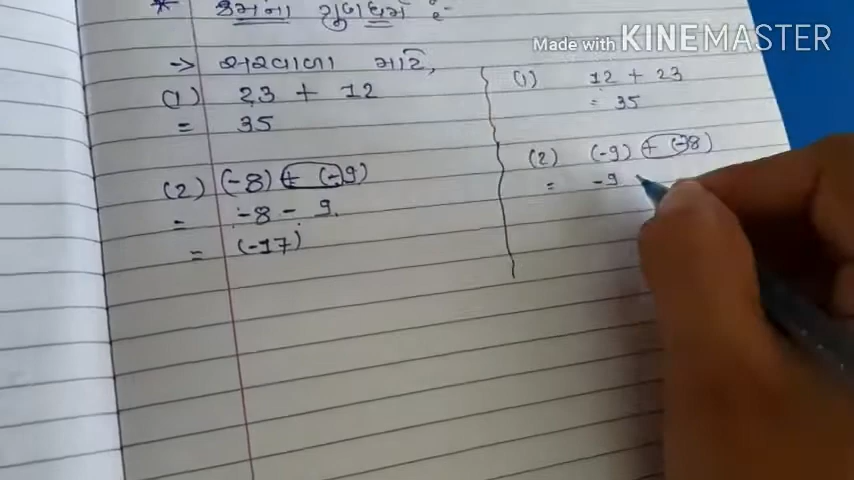 * ક્રમના ગુણધર્મ :-
→ સરવાળા માટે,
(1) 23 + 12
= 35
(2) (-8) + (-9)
= -8 - 9
= (-17)
(1) 12 + 23
= 35
(2) (-9) + (-8)
= -9
Made with KINEMASTER